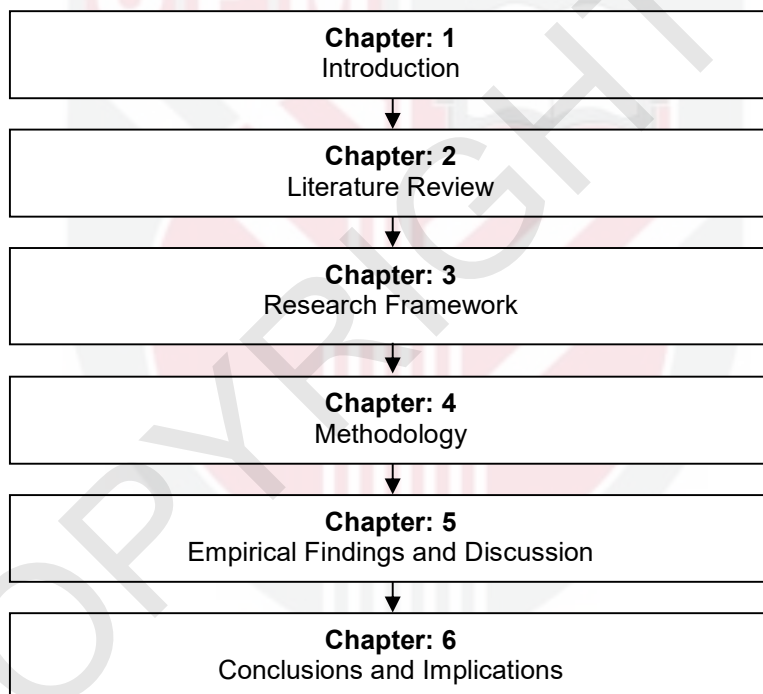 Chapter: 1
Introduction
Chapter: 2
Literature Review
Chapter: 3
Research Framework
Chapter: 4
Methodology
Chapter: 5
Empirical Findings and Discussion
Chapter: 6
Conclusions and Implications
OPYRIGHT